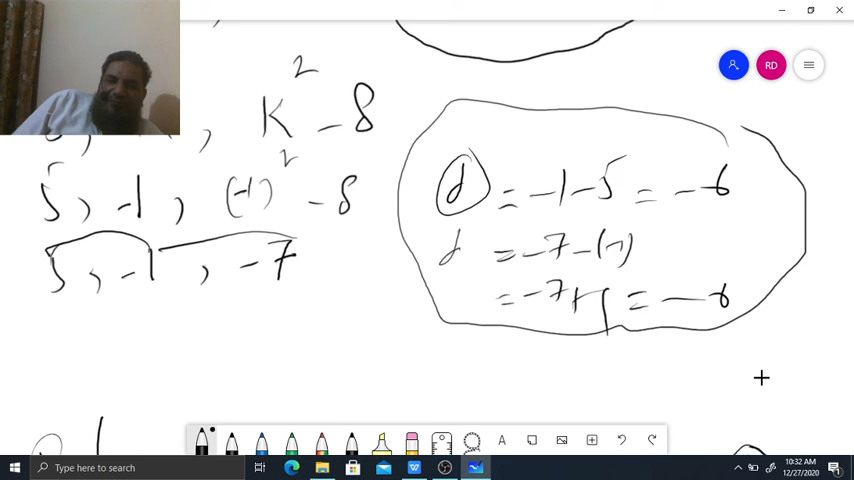 RD
, K² - 8
5, -1, (-1)² - 8
5, -1, -7
d = -1 - 5 = -6
d = -7 - (-1)
= -7 + 1 = -6
A
Type here to search
10:32 AM
12/27/2020